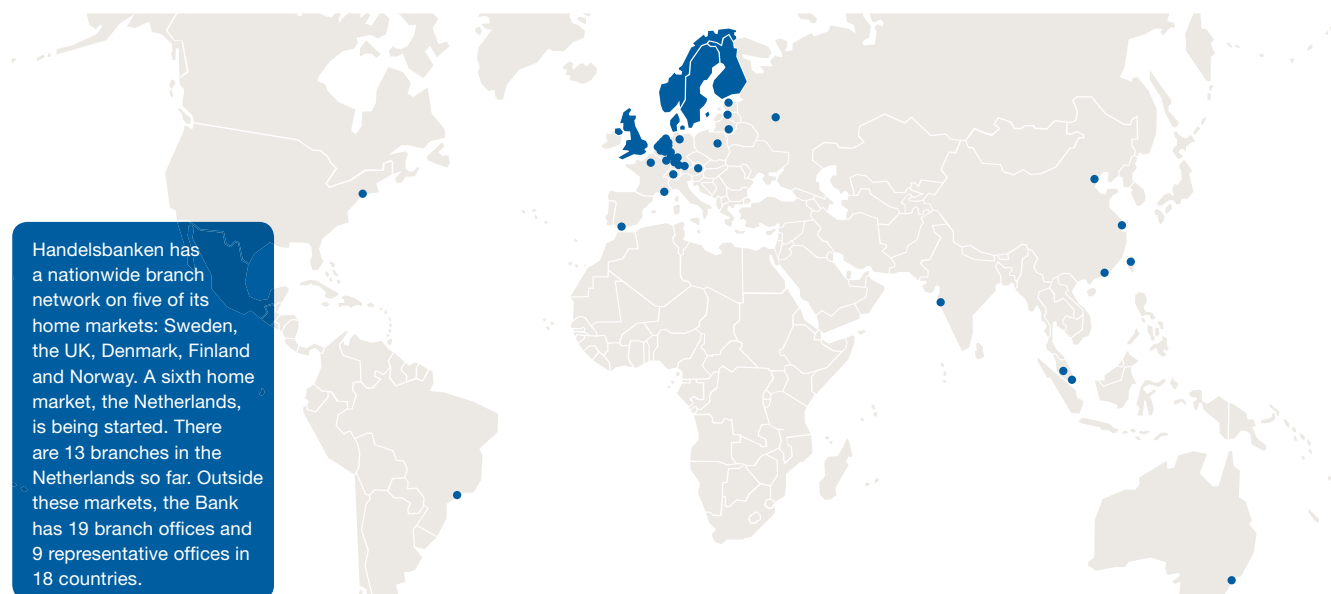 Handelsbanken has
a nationwide branch
network on five of its
home markets: Sweden,
the UK, Denmark, Finland
and Norway. A sixth home
market, the Netherlands,
is being started. There
are 13 branches in the
Netherlands so far. Outside
these markets, the Bank
has 19 branch offices and
9 representative offices in
18 countries.